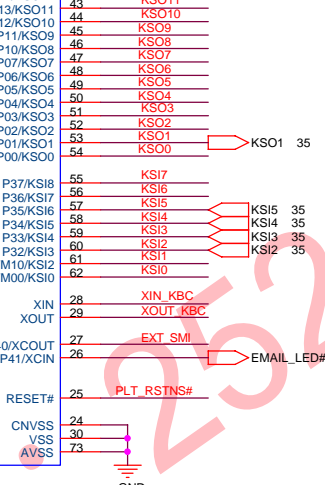 13/KSO11 43 KSO11
12/KSO10 44 KSO10
P11/KSO9 45 KSO9
P10/KSO8 46 KSO8
P07/KSO7 47 KSO7
P06/KSO6 48 KSO6
P05/KSO5 49 KSO5
P04/KSO4 50 KSO4
P03/KSO3 51 KSO3
P02/KSO2 52 KSO2
P01/KSO1 53 KSO1 KSO1 35
P00/KSO0 54 KSO0
P37/KSI8 55 KSI7
P36/KSI7 56 KSI6
P35/KSI6 57 KSI5 KSI5 35
P34/KSI5 58 KSI4 KSI4 35
P33/KSI4 59 KSI3 KSI3 35
P32/KSI3 60 KSI2 KSI2 35
M10/KSI2 61 KSI1
M00/KSI0 62 KSI0
XIN 28 XIN_KBC
XOUT 29 XOUT_KBC
40/XCOUT 27 EXT_SMI
P41/XCIN 26 EMAIL_LED#
RESET# 25 PLT_RSTNS#
CNVSS 24
VSS 30
AVSS 73
.252